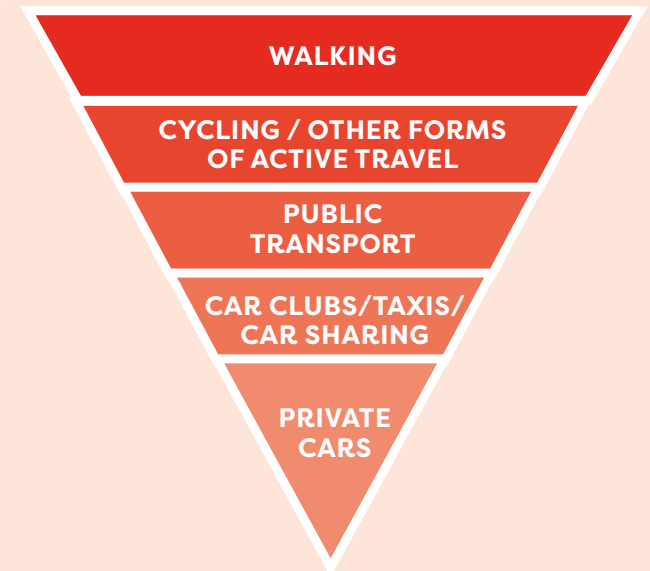 WALKING
CYCLING / OTHER FORMS
OF ACTIVE TRAVEL
PUBLIC
TRANSPORT
CAR CLUBS/TAXIS/
CAR SHARING
PRIVATE
CARS